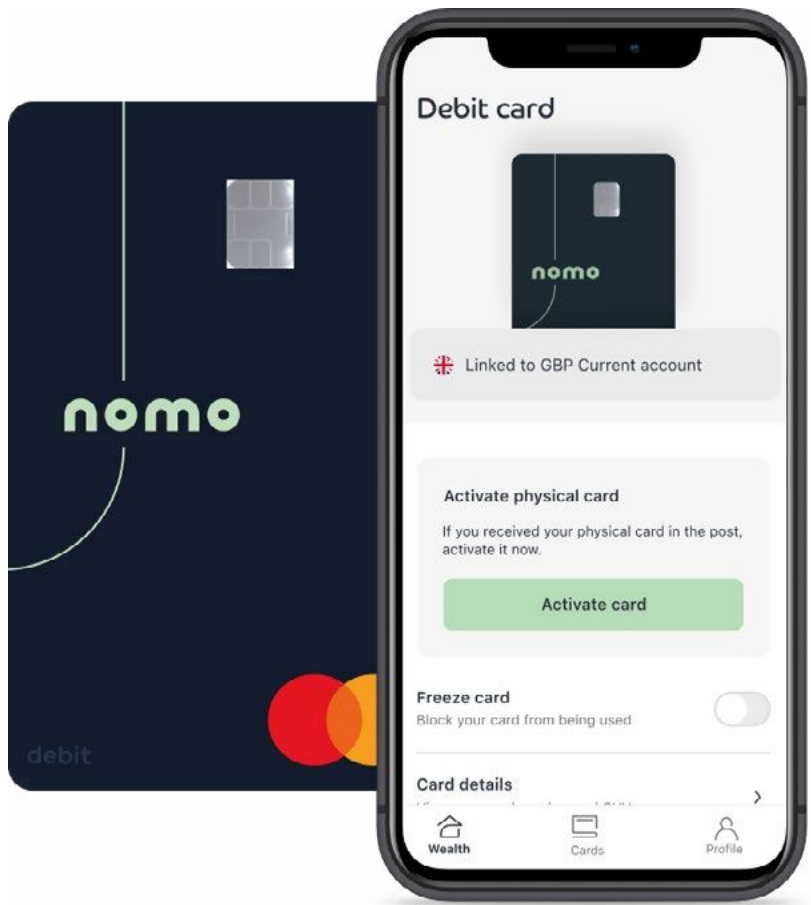 nomo
debit
Debit card
nomo
Linked to GBP Current account
Activate physical card
If you received your physical card in the post,
activate it now.
Activate card
Freeze card
Block your card from being used
Card details
Wealth
Cards
Profile